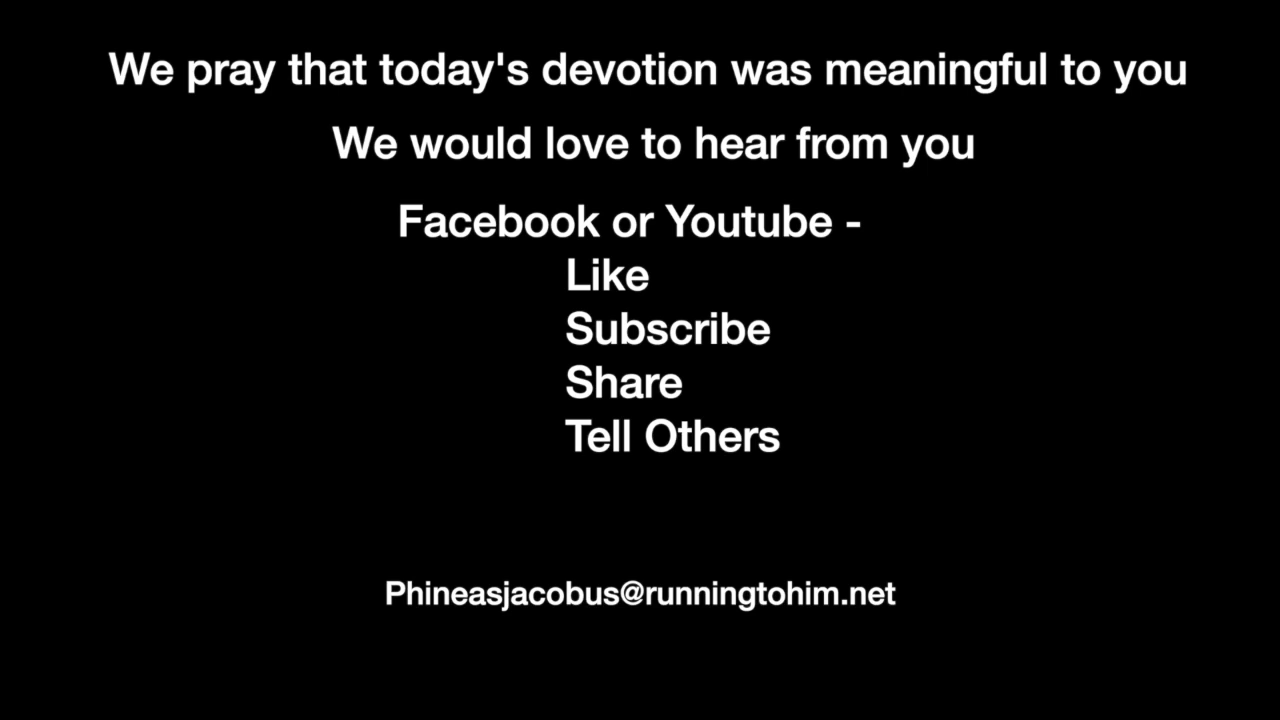 We pray that today's devotion was meaningful to you
We would love to hear from you
Facebook or Youtube -
Like
Subscribe
Share
Tell Others
Phineasjacobus@runningtohim.net